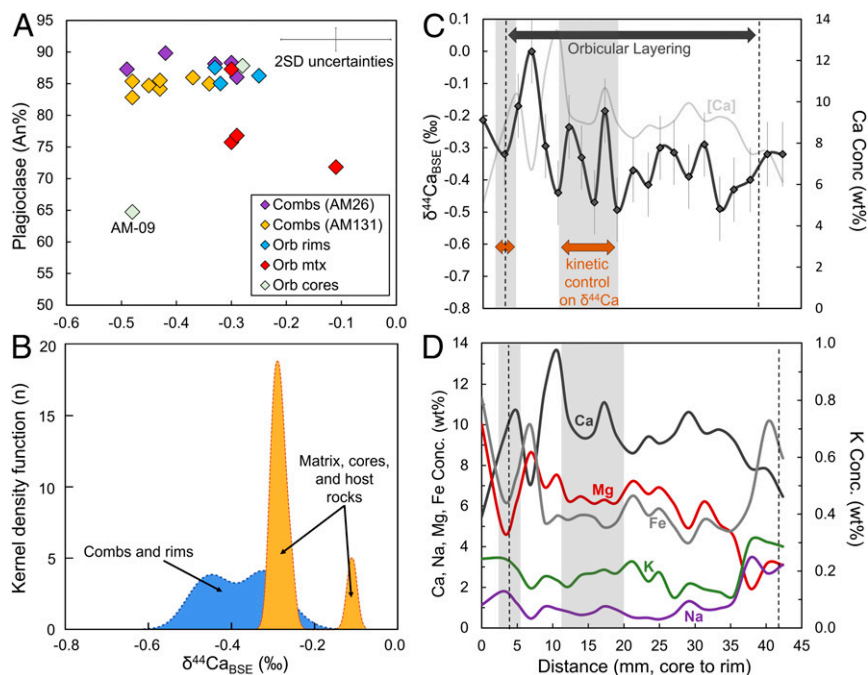 A
95
90
85
80
75
70
65
60
55
50
Plagioclase (An%)
2SD uncertainties
AM-09
Combs (AM26)
Combs (AM131)
Orb rims
Orb mtx
Orb cores
-0.6 -0.5 -0.4 -0.3 -0.2 -0.1 0.0
B
20
15
10
5
0
Kernel density function (n)
Matrix, cores,
and host
rocks
Combs and rims
-0.8 -0.6 -0.4 -0.2 0.0
δ⁴⁴Ca_BSE (‰)
C
0.1
0.0
-0.1
-0.2
-0.3
-0.4
-0.5
-0.6
-0.7
-0.8
δ⁴⁴Ca_BSE (‰)
Orbicular Layering
[Ca]
kinetic
control
on δ⁴⁴Ca
14
12
10
8
6
4
2
0
Ca Conc (wt%)
D
14
12
10
8
6
4
2
0
Ca, Na, Mg, Fe Conc. (wt%)
Ca
Mg
Fe
K
Na
1.0
0.8
0.6
0.4
0.2
0.0
K Conc. (wt%)
0 5 10 15 20 25 30 35 40 45
Distance (mm, core to rim)